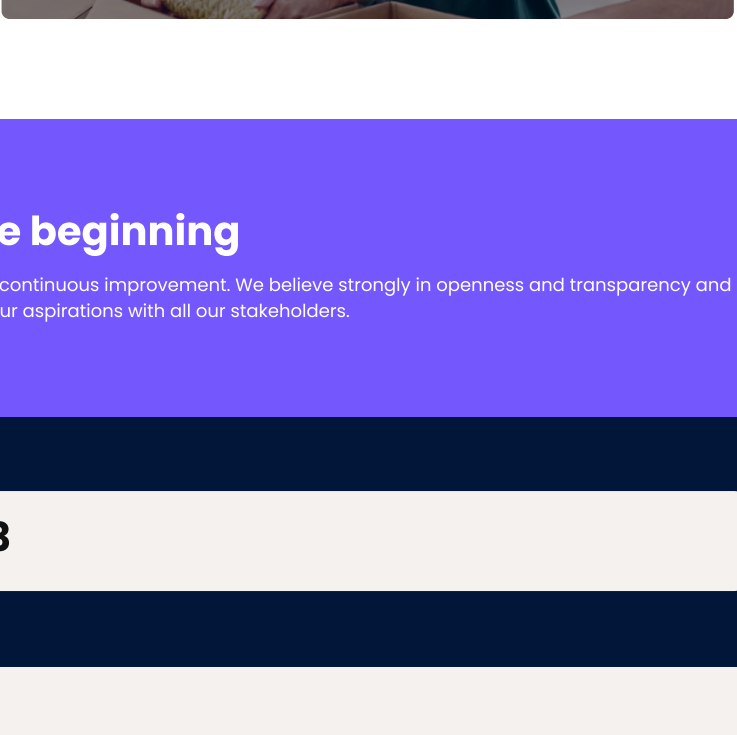 e beginning
continuous improvement. We believe strongly in openness and transparency and
ur aspirations with all our stakeholders.